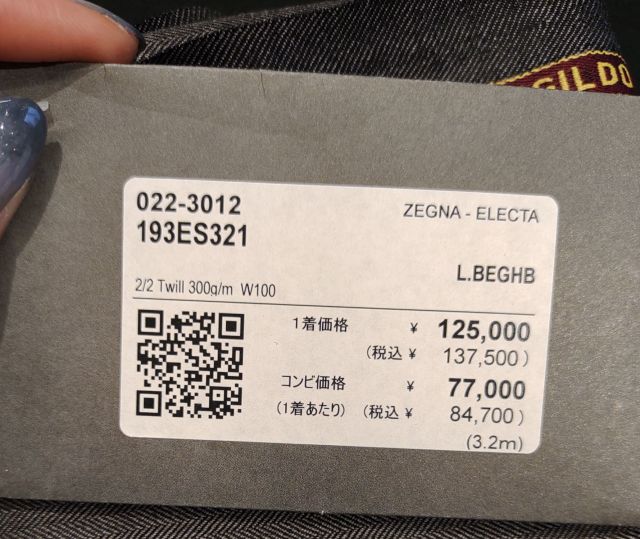 GILDO
022-3012
ZEGNA - ELECTA
193ES321
L.BEGHB
2/2 Twill 300g/m W100
1着価格 ¥ 125,000
(税込 ¥ 137,500)
コンビ価格 ¥ 77,000
(1着あたり) (税込 ¥ 84,700)
(3.2m)